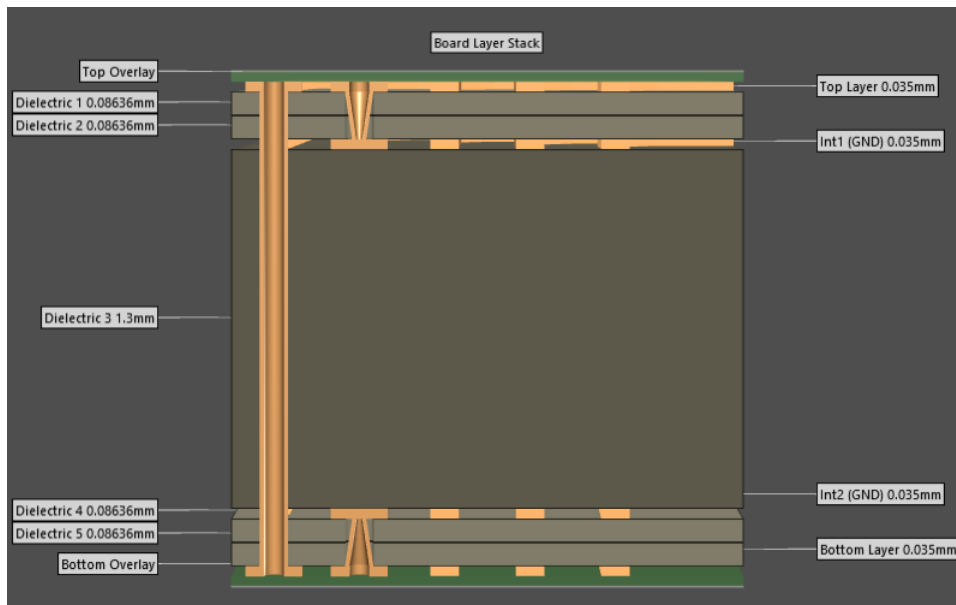 Board Layer Stack
Top Overlay
Top Layer 0.035mm
Dielectric 1 0.08636mm
Dielectric 2 0.08636mm
Int1 (GND) 0.035mm
Dielectric 3 1.3mm
Int2 (GND) 0.035mm
Dielectric 4 0.08636mm
Dielectric 5 0.08636mm
Bottom Layer 0.035mm
Bottom Overlay